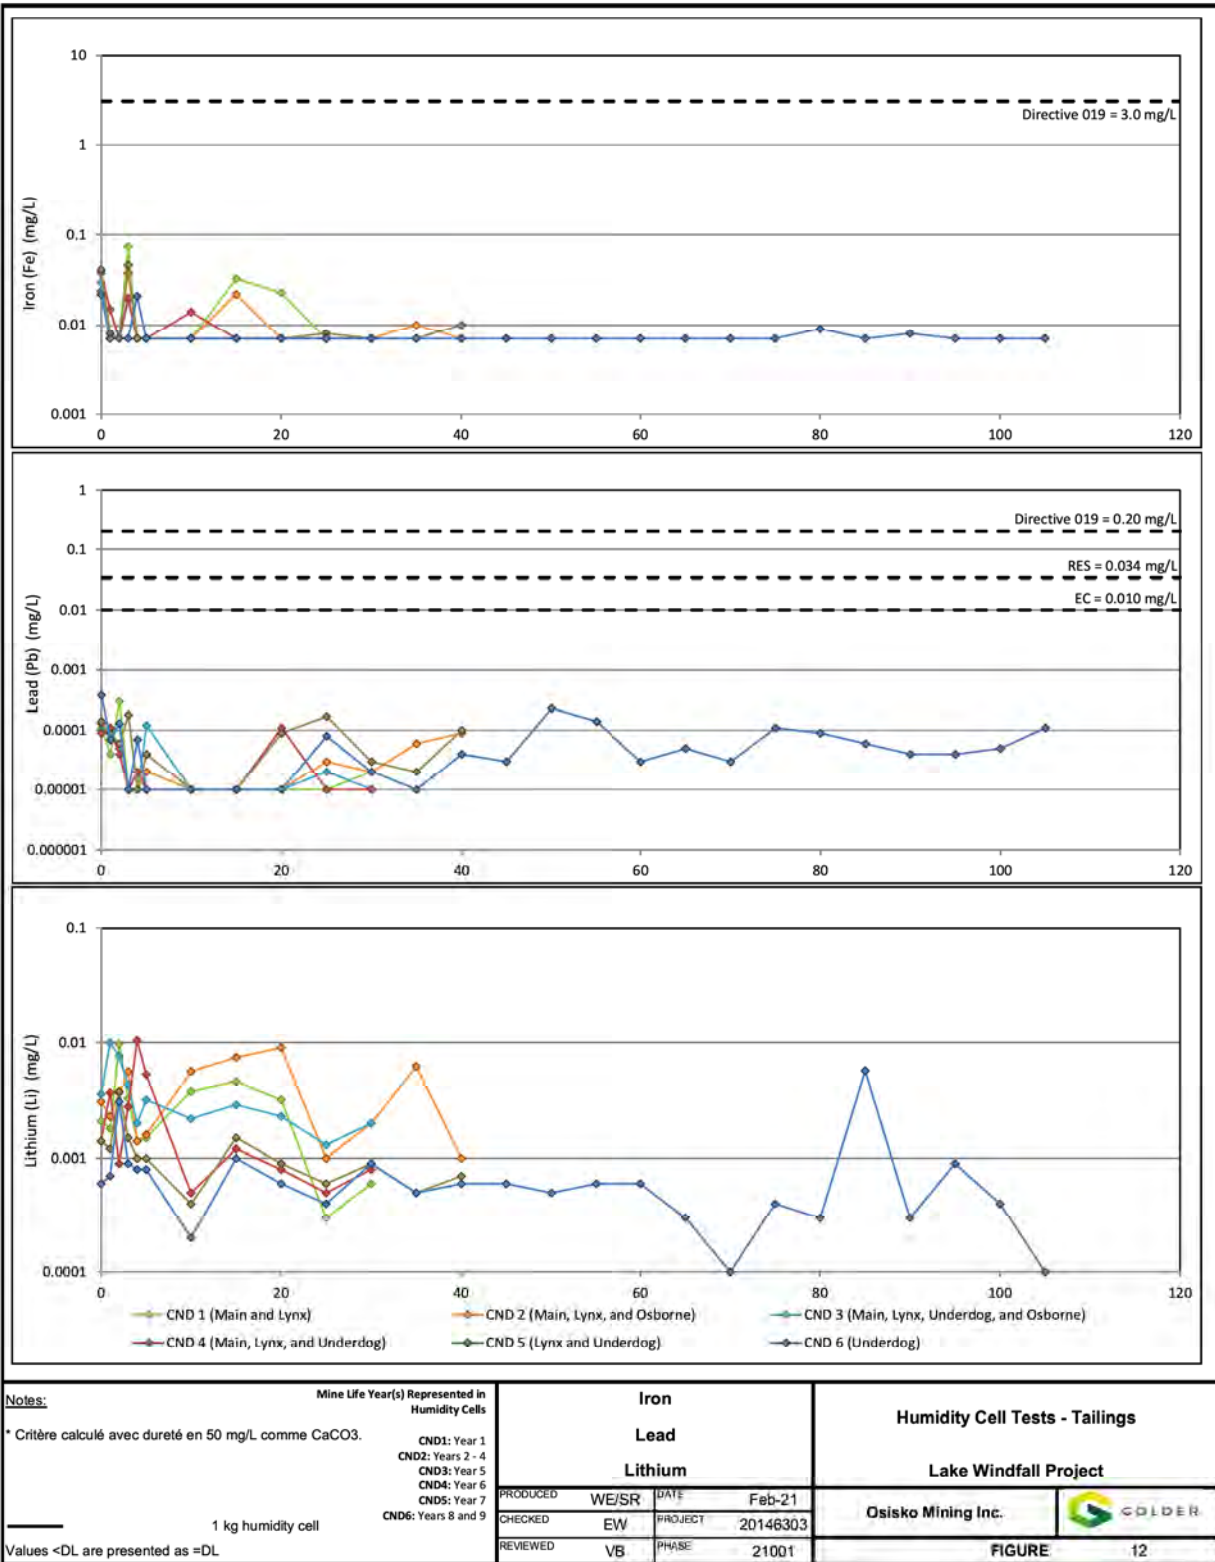 10
1
0.1
0.01
0.001
Iron (Fe) (mg/L)
Directive 019 = 3.0 mg/L
0 20 40 60 80 100 120
1
0.1
0.01
0.001
0.0001
0.00001
0.000001
Lead (Pb) (mg/L)
Directive 019 = 0.20 mg/L
RES = 0.034 mg/L
EC = 0.010 mg/L
0 20 40 60 80 100 120
0.1
0.01
0.001
0.0001
Lithium (Li) (mg/L)
0 20 40 60 80 100 120
CND 1 (Main and Lynx) CND 2 (Main, Lynx, and Osborne) CND 3 (Main, Lynx, Underdog, and Osborne)
CND 4 (Main, Lynx, and Underdog) CND 5 (Lynx and Underdog) CND 6 (Underdog)
Notes:
* Critère calculé avec dureté en 50 mg/L comme CaCO3.
1 kg humidity cell
Values <DL are presented as =DL
Mine Life Year(s) Represented in
Humidity Cells
CND1: Year 1
CND2: Years 2 - 4
CND3: Year 5
CND4: Year 6
CND5: Year 7
CND6: Years 8 and 9
Iron
Lead
Lithium
PRODUCED WE/SR DATE Feb-21
CHECKED EW PROJECT 20146303
REVIEWED VB PHASE 21001
Humidity Cell Tests - Tailings
Lake Windfall Project
Osisko Mining Inc.
GOLDER
FIGURE 12